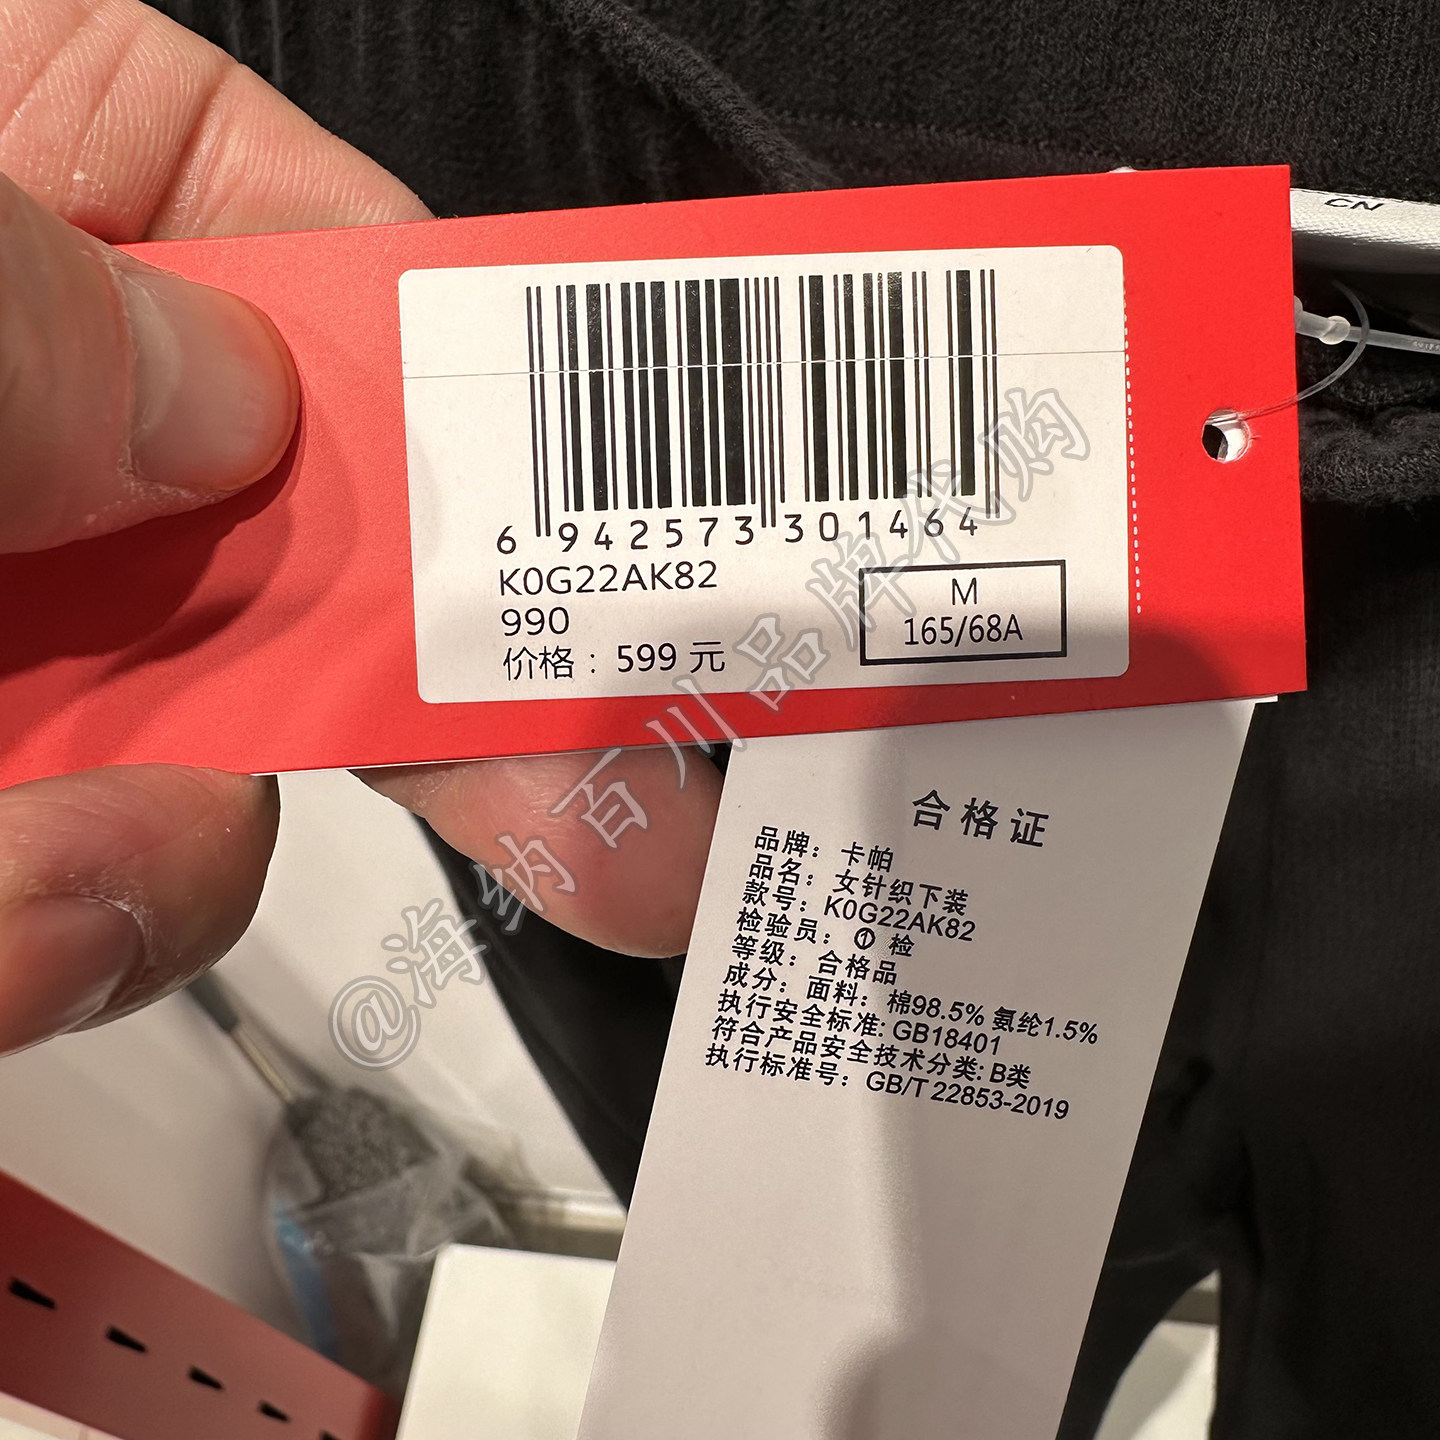 CN
6 942573 301464
K0G22AK82
990
价格：599 元
M
165/68A
合格证
品牌：卡帕
品名：女针织下装
款号：K0G22AK82
检验员：① 检
等级：合格品
成分：面料：棉98.5% 氨纶1.5%
执行安全标准: GB18401
符合产品安全技术分类: B类
执行标准号：GB/T 22853-2019
@海纳百川品牌代购